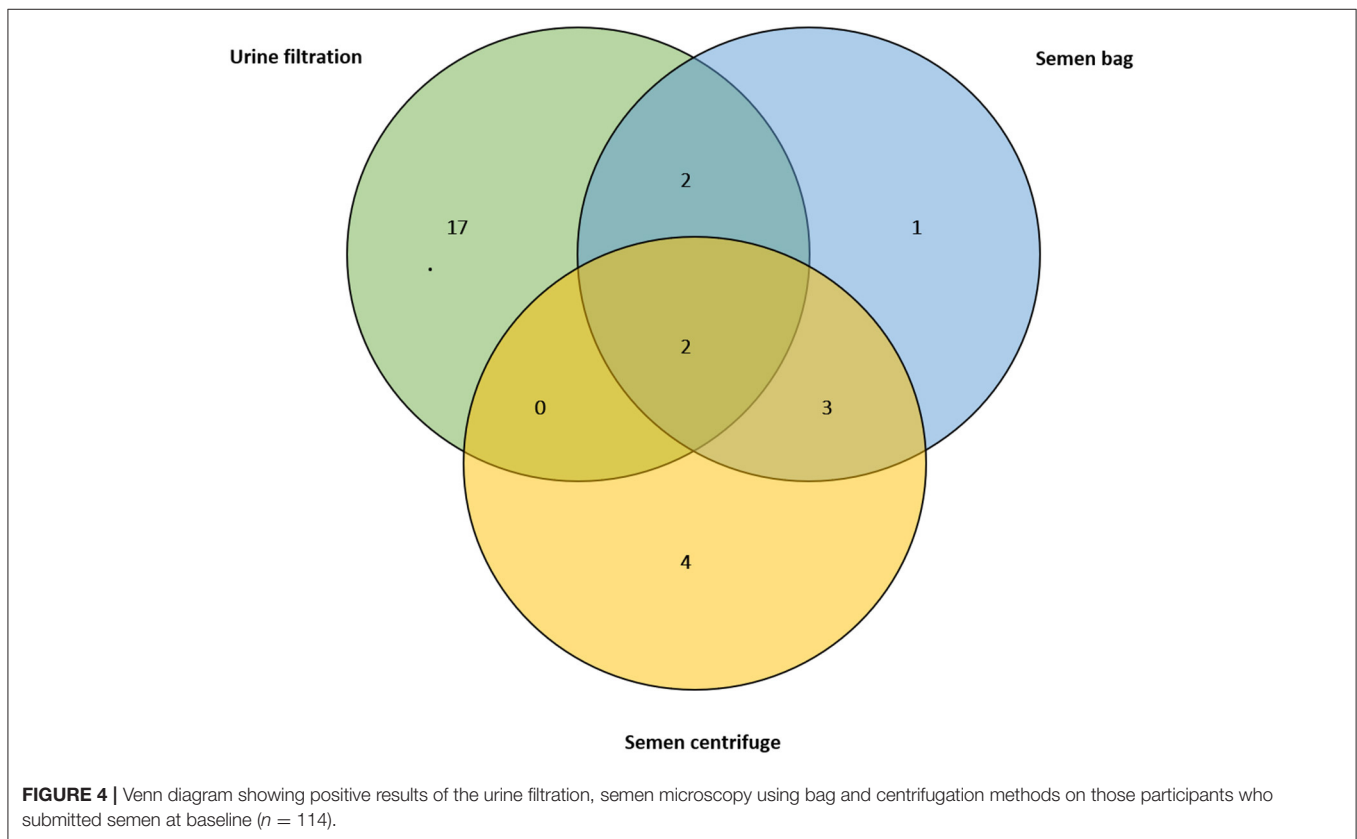 Urine filtration
Semen bag
2
17
1
2
0
3
4
Semen centrifuge
FIGURE 4 | Venn diagram showing positive results of the urine filtration, semen microscopy using bag and centrifugation methods on those participants who
submitted semen at baseline (n = 114).